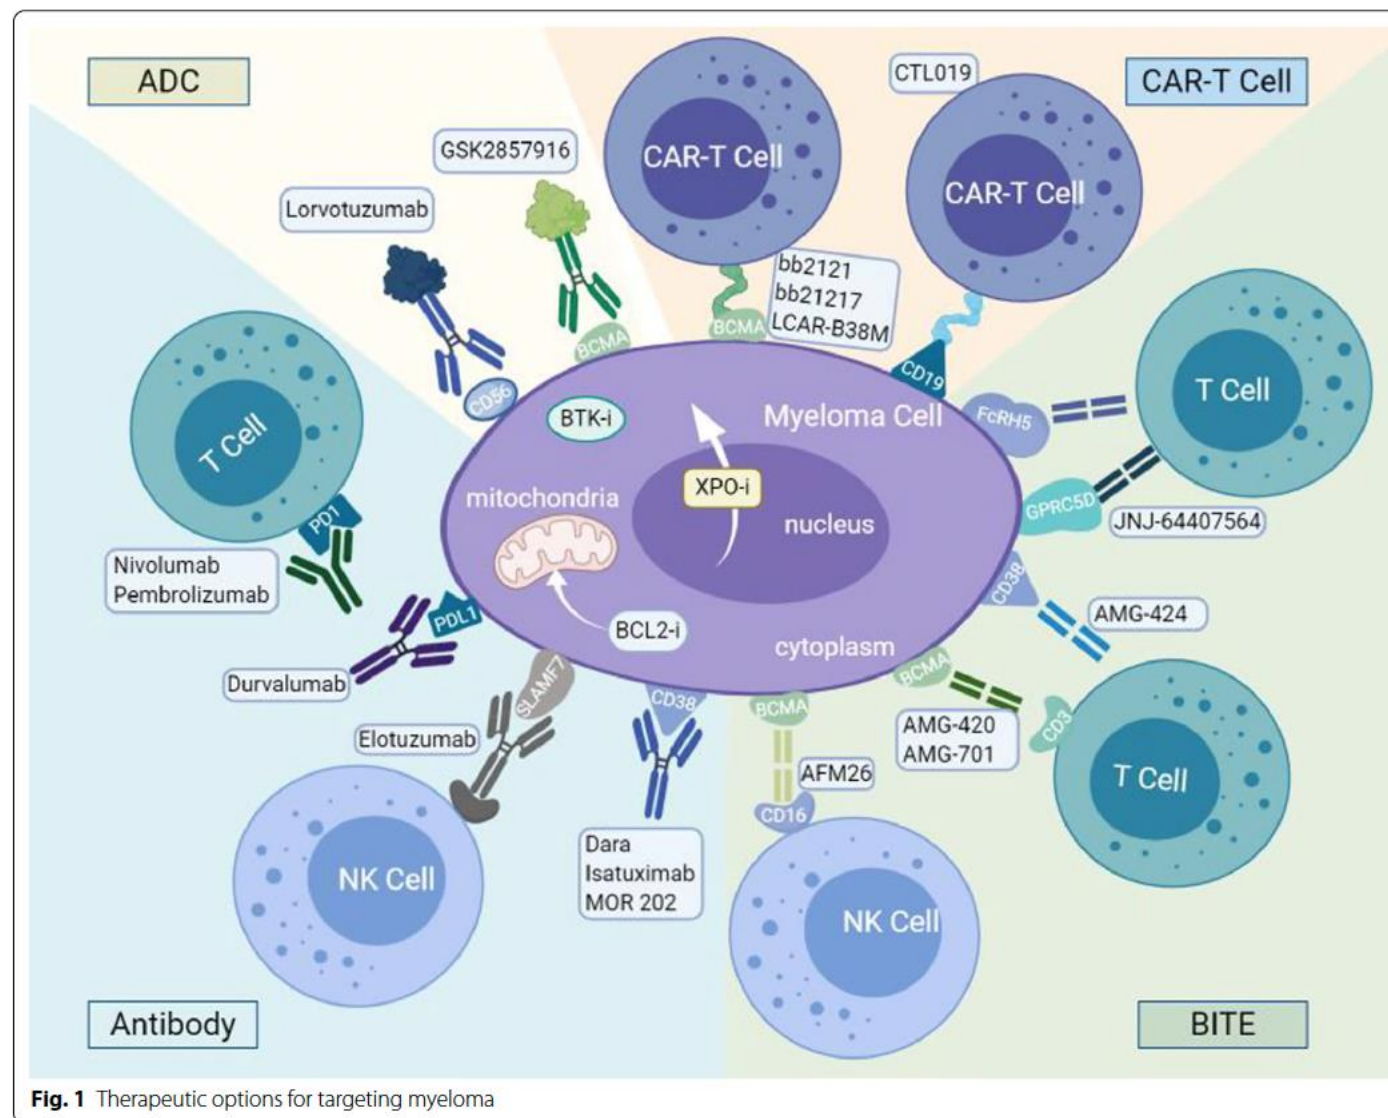 ADC
CAR-T Cell
CTL019
CAR-T Cell
CAR-T Cell
GSK2857916
Lorvotuzumab
bb2121
bb21217
LCAR-B38M
BCMA
BCMA
CD19
CD56
BTK-i
Myeloma Cell
FcRH5
T Cell
T Cell
XPO-i
mitochondria
nucleus
GPRC5D
JNJ-64407564
PD1
Nivolumab
Pembrolizumab
CD38
AMG-424
PDL1
BCL2-i
cytoplasm
BCMA
Durvalumab
SLAMF7
CD38
BCMA
CD3
AMG-420
AMG-701
Elotuzumab
AFM26
T Cell
CD16
Dara
Isatuximab
MOR 202
NK Cell
NK Cell
Antibody
BITE
Fig. 1 Therapeutic options for targeting myeloma